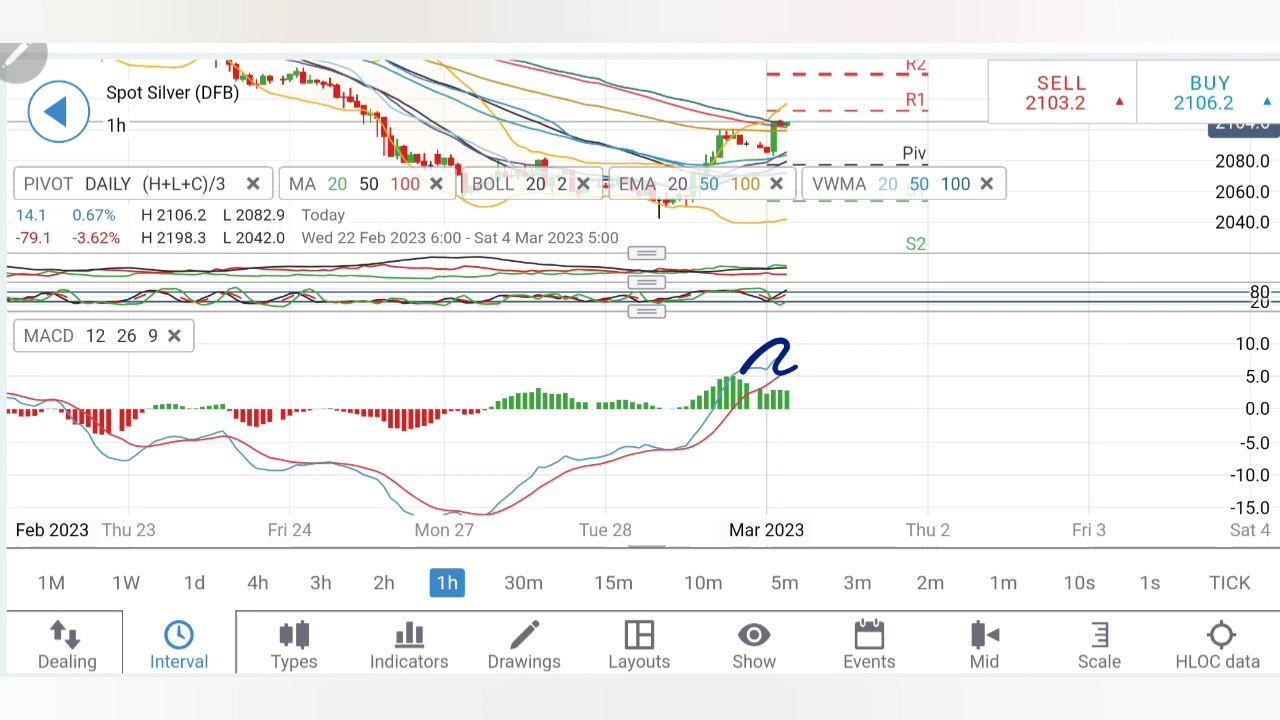 Spot Silver (DFB)
1h
SELL
2103.2
BUY
2106.2
R2
R1
Piv
S2
2104.0
2080.0
2060.0
2040.0
PIVOT DAILY (H+L+C)/3
MA 20 50 100
BOLL 20 2
EMA 20 50 100
VWMA 20 50 100
14.1 0.67% H 2106.2 L 2082.9 Today
-79.1 -3.62% H 2198.3 L 2042.0 Wed 22 Feb 2023 6:00 - Sat 4 Mar 2023 5:00
80
20
MACD 12 26 9
10.0
5.0
0.0
-5.0
-10.0
-15.0
Feb 2023 Thu 23 Fri 24 Mon 27 Tue 28 Mar 2023 Thu 2 Fri 3 Sat 4
1M 1W 1d 4h 3h 2h 1h 30m 15m 10m 5m 3m 2m 1m 10s 1s TICK
Dealing Interval Types Indicators Drawings Layouts Show Events Mid Scale HLOC data